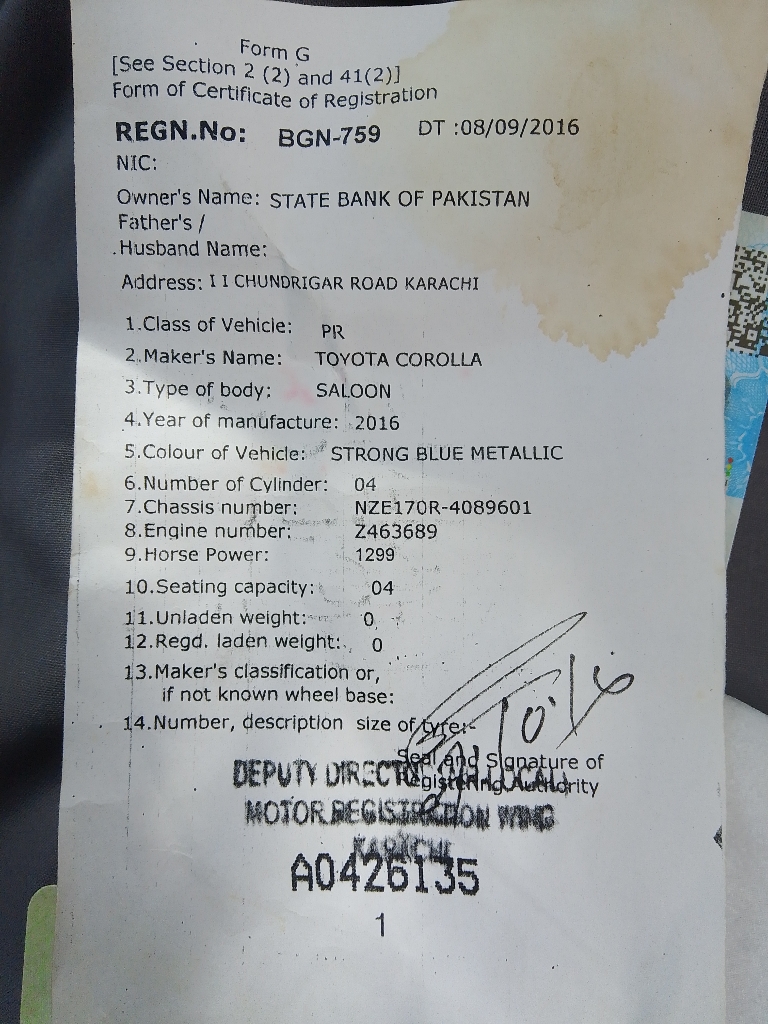 Form G
[See Section 2 (2) and 41(2)]
Form of Certificate of Registration
REGN.No: BGN-759 DT :08/09/2016
NIC:
Owner's Name: STATE BANK OF PAKISTAN
Father's /
.Husband Name:
Address: I I CHUNDRIGAR ROAD KARACHI
1.Class of Vehicle: PR
2.Maker's Name: TOYOTA COROLLA
3.Type of body: SALOON
4.Year of manufacture: 2016
5.Colour of Vehicle: STRONG BLUE METALLIC
6.Number of Cylinder: 04
7.Chassis number: NZE170R-4089601
8.Engine number: Z463689
9.Horse Power: 1299
10.Seating capacity: 04
11.Unladen weight: 0
12.Regd. laden weight: 0
13.Maker's classification or,
if not known wheel base:
14.Number, description size of tyre:-
Seal and Signature of
Registering Authority
DEPUTY DIRECTOR
MOTOR REGISTRATION WING
KARACHI
A0426135
1